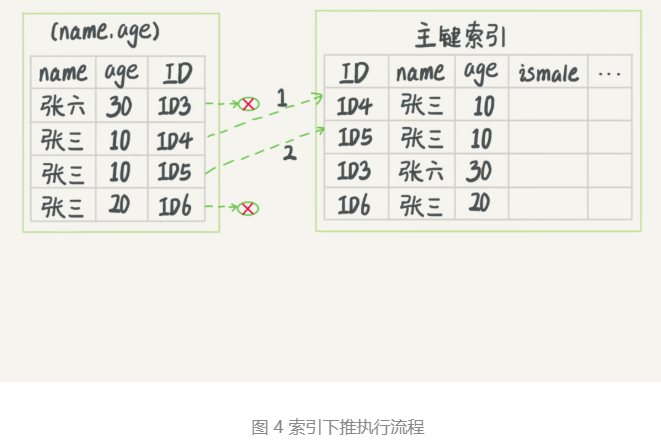 (name.age)
name age ID
张六 30 ID3
张三 10 ID4
张三 10 ID5
张三 20 ID6
1
2
主键索引
ID name age ismale ...
ID4 张三 10
ID5 张三 10
ID3 张六 30
ID6 张三 20
图 4 索引下推执行流程